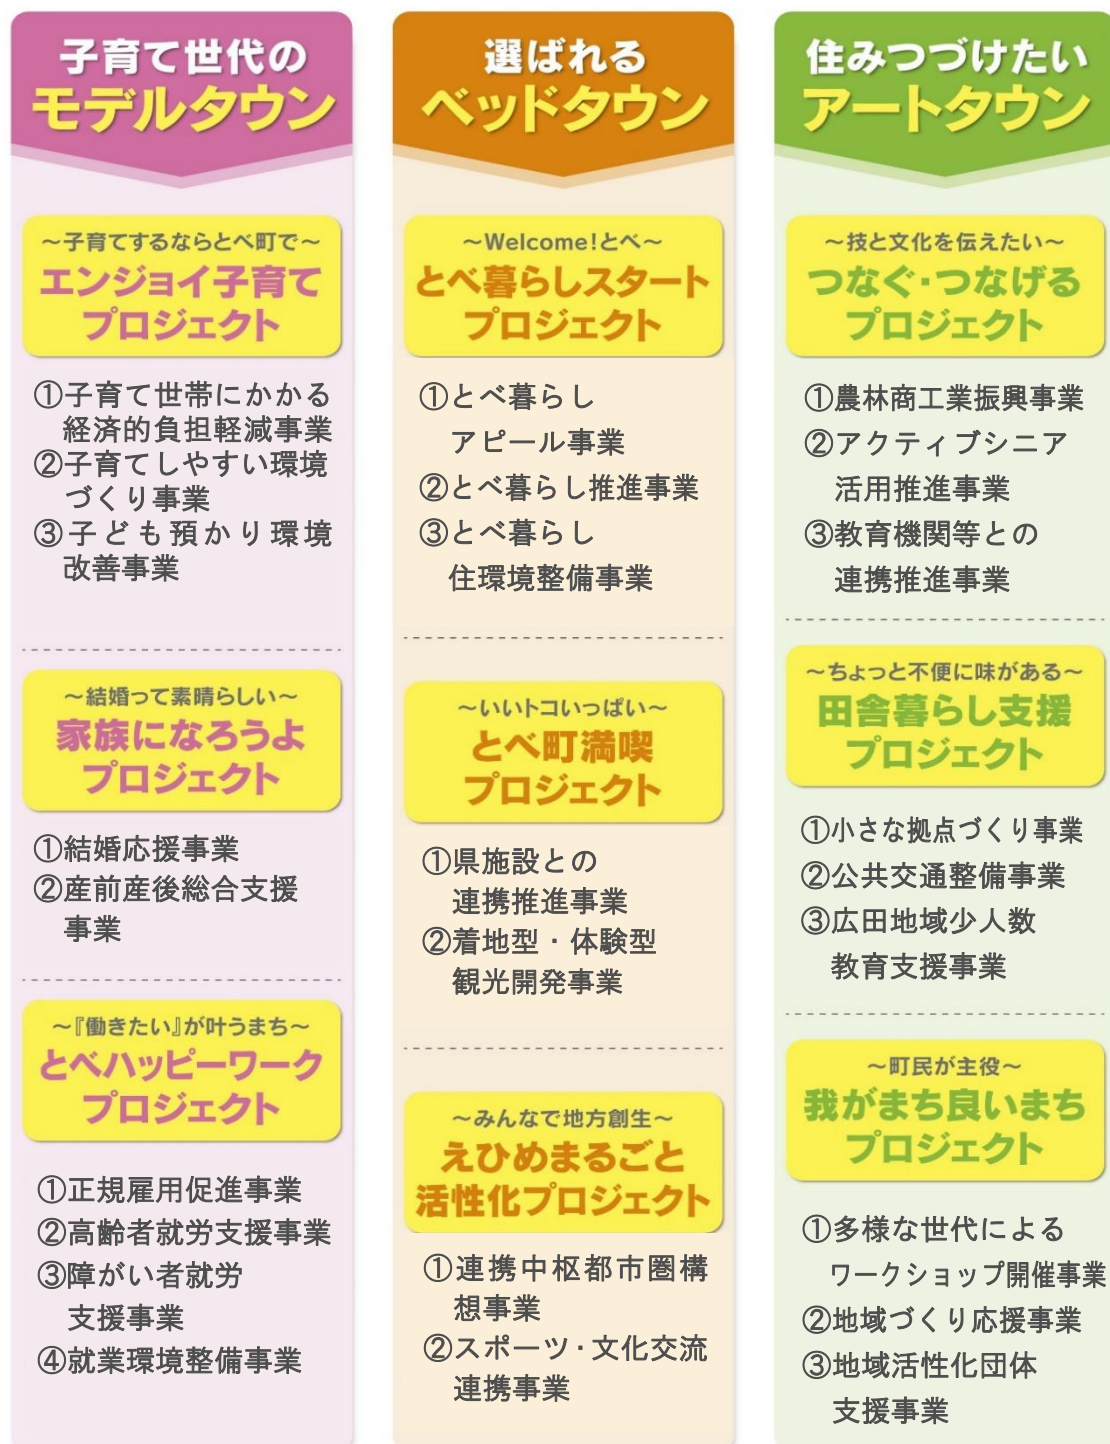 子育て世代の
モデルタウン
～子育てするならとべ町で～
エンジョイ子育て
プロジェクト
①子育て世帯にかかる
経済的負担軽減事業
②子育てしやすい環境
づくり事業
③子ども預かり環境
改善事業
～結婚って素晴らしい～
家族になろうよ
プロジェクト
①結婚応援事業
②産前産後総合支援
事業
～『働きたい』が叶うまち～
とべハッピーワーク
プロジェクト
①正規雇用促進事業
②高齢者就労支援事業
③障がい者就労
支援事業
④就業環境整備事業
選ばれる
ベッドタウン
～Welcome!とべ～
とべ暮らしスタート
プロジェクト
①とべ暮らし
アピール事業
②とべ暮らし推進事業
③とべ暮らし
住環境整備事業
～いいトコいっぱい～
とべ町満喫
プロジェクト
①県施設との
連携推進事業
②着地型・体験型
観光開発事業
～みんなで地方創生～
えひめまるごと
活性化プロジェクト
①連携中枢都市圏構
想事業
②スポーツ・文化交流
連携事業
住みつづけたい
アートタウン
～技と文化を伝えたい～
つなぐ・つなげる
プロジェクト
①農林商工業振興事業
②アクティブシニア
活用推進事業
③教育機関等との
連携推進事業
～ちょっと不便に味がある～
田舎暮らし支援
プロジェクト
①小さな拠点づくり事業
②公共交通整備事業
③広田地域少人数
教育支援事業
～町民が主役～
我がまち良いまち
プロジェクト
①多様な世代による
ワークショップ開催事業
②地域づくり応援事業
③地域活性化団体
支援事業